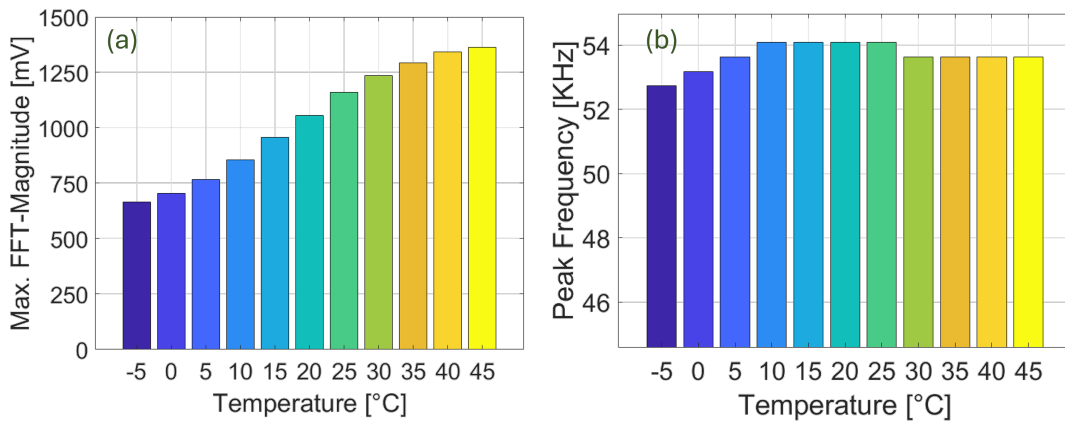 (a)
Max. FFT-Magnitude [mV]
1500
1250
1000
750
500
250
0
-5 0 5 10 15 20 25 30 35 40 45
Temperature [°C]
(b)
Peak Frequency [KHz]
54
52
50
48
46
-5 0 5 10 15 20 25 30 35 40 45
Temperature [°C]